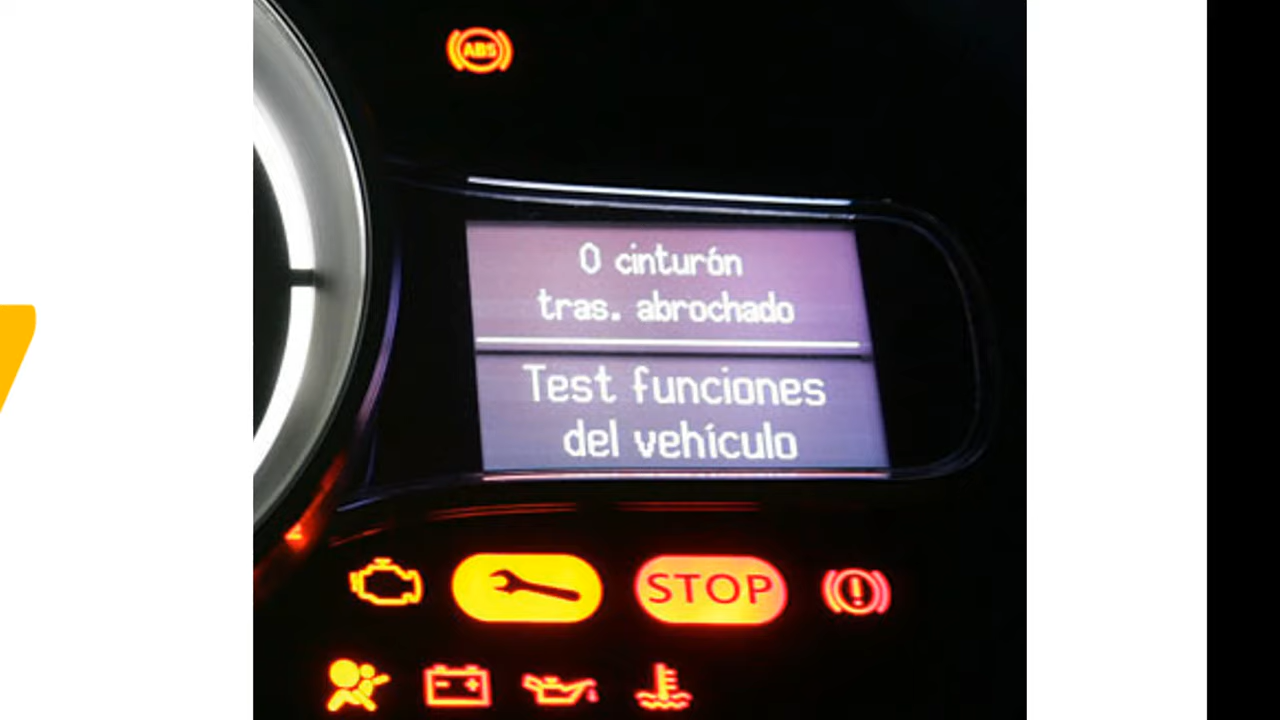 ABS
0 cinturón
tras. abrochado
Test funciones
del vehículo
STOP